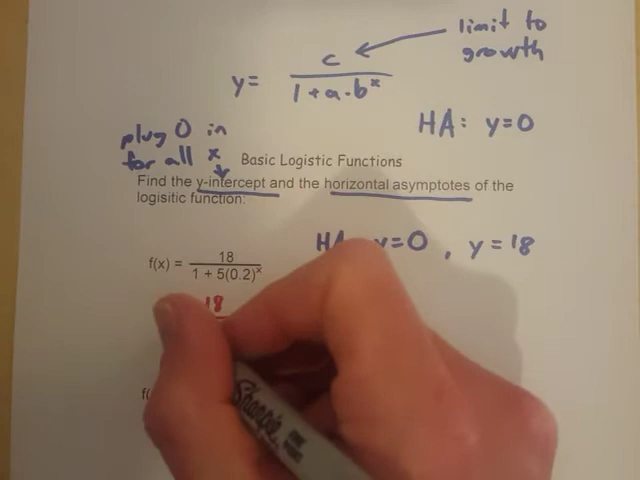 limit to
growth
y = c / 1 + a · b^x
HA: y=0
plug 0 in
for all x
Basic Logistic Functions
Find the y-intercept and the horizontal asymptotes of the
logisitic function:
HA y=0 , y=18
f(x) = 18 / 1 + 5(0.2)^x
18
f(
Sharpie